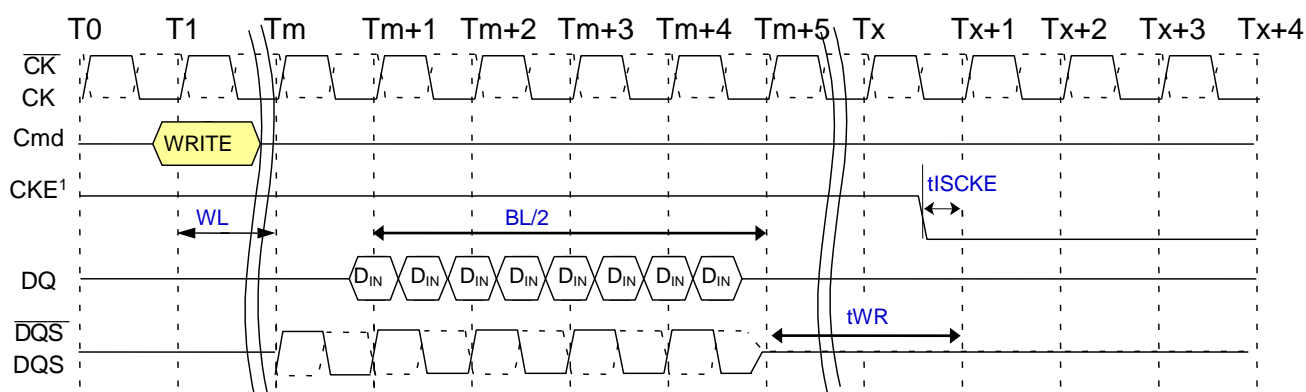 T0 T1 Tm Tm+1 Tm+2 Tm+3 Tm+4 Tm+5 Tx Tx+1 Tx+2 Tx+3 Tx+4
CK
CK
Cmd WRITE
CKE1 tISCKE
WL BL/2
DQ DIN DIN DIN DIN DIN DIN DIN DIN
DQS tWR
DQS